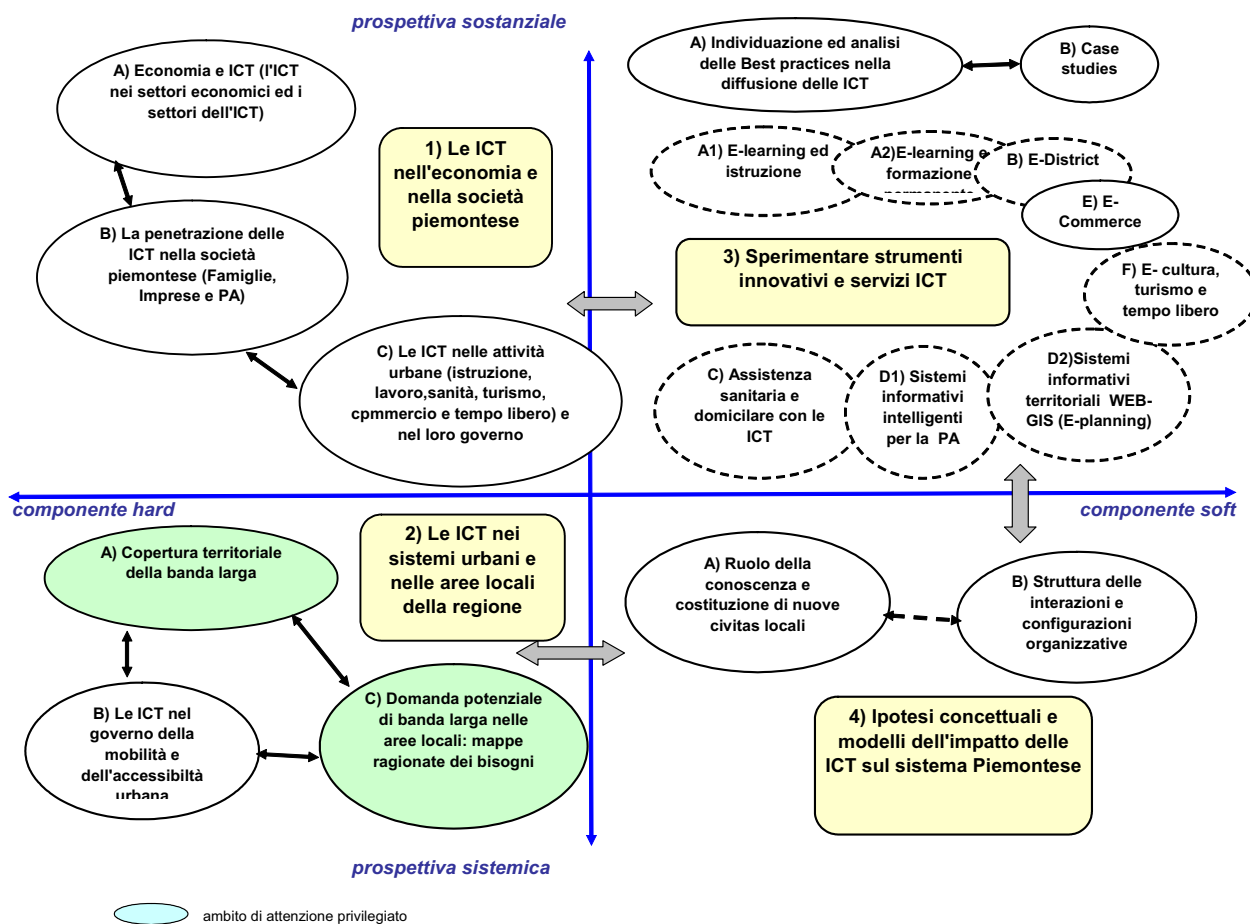 prospettiva sostanziale
A) Economia e ICT (l'ICT
nei settori economici ed i
settori dell'ICT)
1) Le ICT
nell'economia e
nella società
piemontese
B) La penetrazione delle
ICT nella società
piemontese (Famiglie,
Imprese e PA)
C) Le ICT nelle attività
urbane (istruzione,
lavoro,sanità, turismo,
cpmmercio e tempo libero) e
nel loro governo
A) Individuazione ed analisi
delle Best practices nella
diffusione delle ICT
B) Case
studies
A1) E-learning ed
istruzione
A2)E-learning e
formazione
permanente
B) E-District
E) E-
Commerce
3) Sperimentare strumenti
innovativi e servizi ICT
F) E- cultura,
turismo e
tempo libero
C) Assistenza
sanitaria e
domicilare con le
ICT
D1) Sistemi
informativi
intelligenti
per la PA
D2)Sistemi
informativi
territoriali WEB-
GIS (E-planning)
componente hard
componente soft
A) Copertura territoriale
della banda larga
2) Le ICT nei
sistemi urbani e
nelle aree locali
della regione
B) Le ICT nel
governo della
mobilità e
dell'accessibiltà
urbana
C) Domanda potenziale
di banda larga nelle
aree locali: mappe
ragionate dei bisogni
A) Ruolo della
conoscenza e
costituzione di nuove
civitas locali
B) Struttura delle
interazioni e
configurazioni
organizzative
4) Ipotesi concettuali e
modelli dell'impatto delle
ICT sul sistema Piemontese
prospettiva sistemica
ambito di attenzione privilegiato